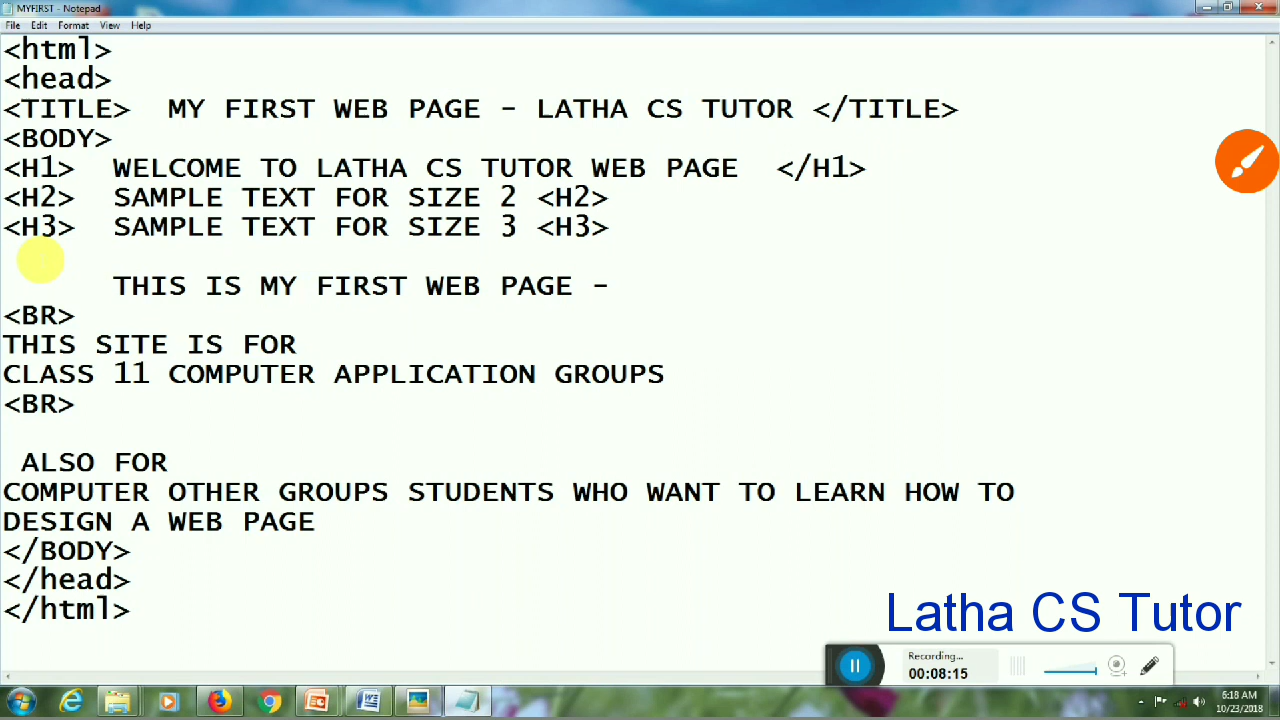 MYFIRST - Notepad
File Edit Format View Help
<html>
<head>
<TITLE>  MY FIRST WEB PAGE - LATHA CS TUTOR </TITLE>
<BODY>
<H1>  WELCOME TO LATHA CS TUTOR WEB PAGE  </H1>
<H2>  SAMPLE TEXT FOR SIZE 2 <H2>
<H3>  SAMPLE TEXT FOR SIZE 3 <H3>
THIS IS MY FIRST WEB PAGE -
<BR>
THIS SITE IS FOR
CLASS 11 COMPUTER APPLICATION GROUPS
<BR>
ALSO FOR
COMPUTER OTHER GROUPS STUDENTS WHO WANT TO LEARN HOW TO
DESIGN A WEB PAGE
</BODY>
</head>
</html>
Latha CS Tutor
Recording...
00:08:15
6:18 AM
10/23/2018